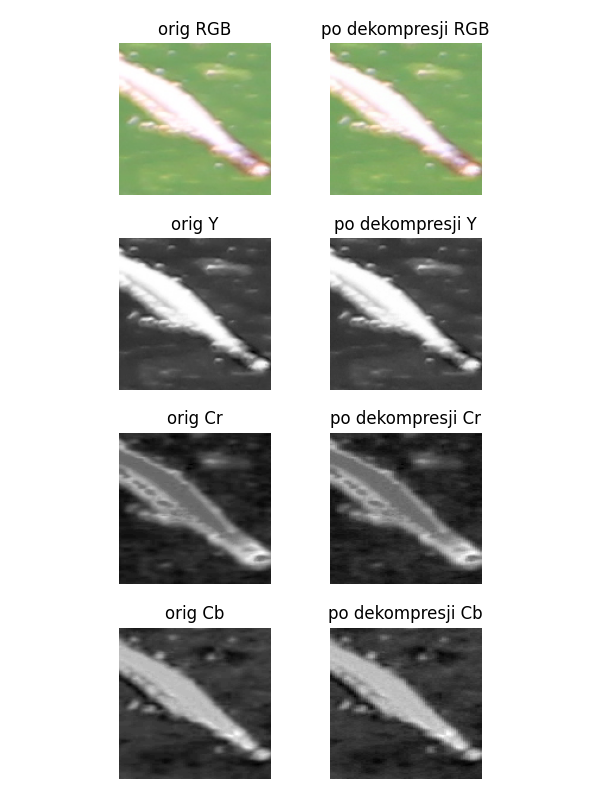 orig RGB
po dekompresji RGB
orig Y
po dekompresji Y
orig Cr
po dekompresji Cr
orig Cb
po dekompresji Cb